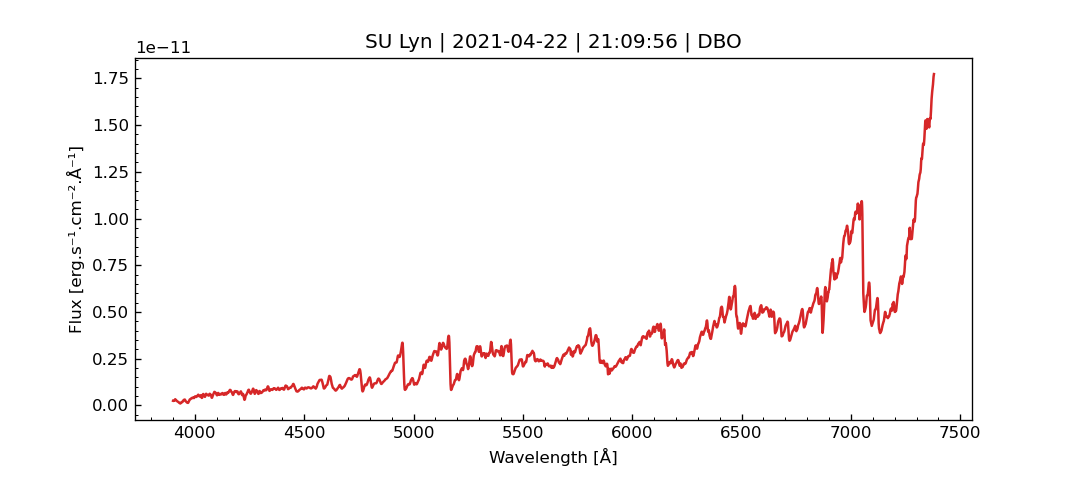 SU Lyn | 2021-04-22 | 21:09:56 | DBO
1e−11
1.75
1.50
1.25
1.00
0.75
0.50
0.25
0.00
Flux [erg.s⁻¹.cm⁻².Å⁻¹]
4000 4500 5000 5500 6000 6500 7000 7500
Wavelength [Å]